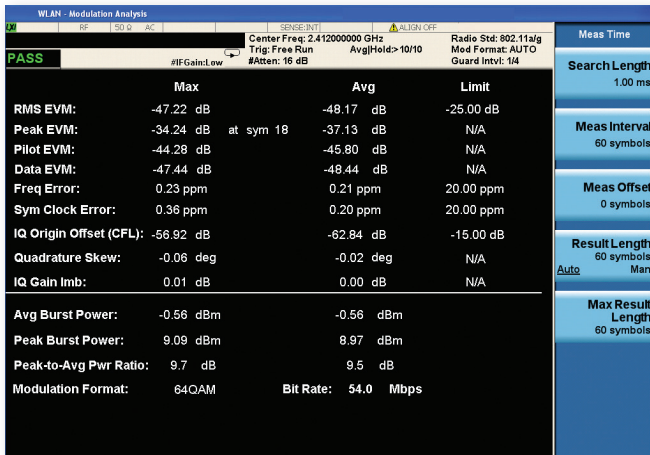 WLAN - Modulation Analysis
RF 50 Ω AC SENSE:INT ALIGN OFF
Center Freq: 2.412000000 GHz Radio Std: 802.11a/g
Trig: Free Run Avg|Hold:> 10/10 Mod Format: AUTO
PASS #IFGain:Low #Atten: 16 dB Guard Intvl: 1/4
Max Avg Limit
RMS EVM: -47.22 dB -48.17 dB -25.00 dB
Peak EVM: -34.24 dB at sym 18 -37.13 dB N/A
Pilot EVM: -44.28 dB -45.80 dB N/A
Data EVM: -47.44 dB -48.44 dB N/A
Freq Error: 0.23 ppm 0.21 ppm 20.00 ppm
Sym Clock Error: 0.36 ppm 0.20 ppm 20.00 ppm
IQ Origin Offset (CFL): -56.92 dB -62.84 dB -15.00 dB
Quadrature Skew: -0.06 deg -0.02 deg N/A
IQ Gain Imb: 0.01 dB 0.00 dB N/A
Avg Burst Power: -0.56 dBm -0.56 dBm
Peak Burst Power: 9.09 dBm 8.97 dBm
Peak-to-Avg Pwr Ratio: 9.7 dB 9.5 dB
Modulation Format: 64QAM Bit Rate: 54.0 Mbps
Meas Time
Search Length
1.00 ms
Meas Interval
60 symbols
Meas Offset
0 symbols
Result Length
60 symbols
Auto Man
Max Result
Length
60 symbols